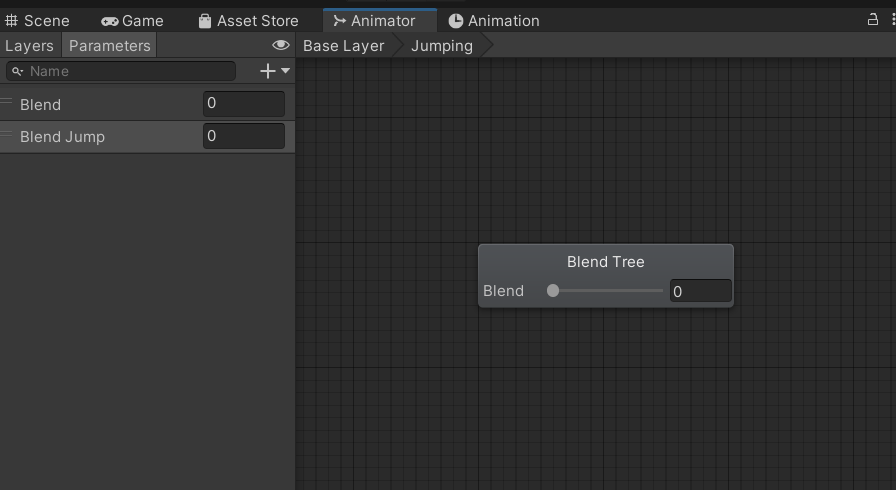 Scene Game Asset Store Animator Animation
Layers Parameters Base Layer Jumping
Name
Blend 0
Blend Jump 0
Blend Tree
Blend 0